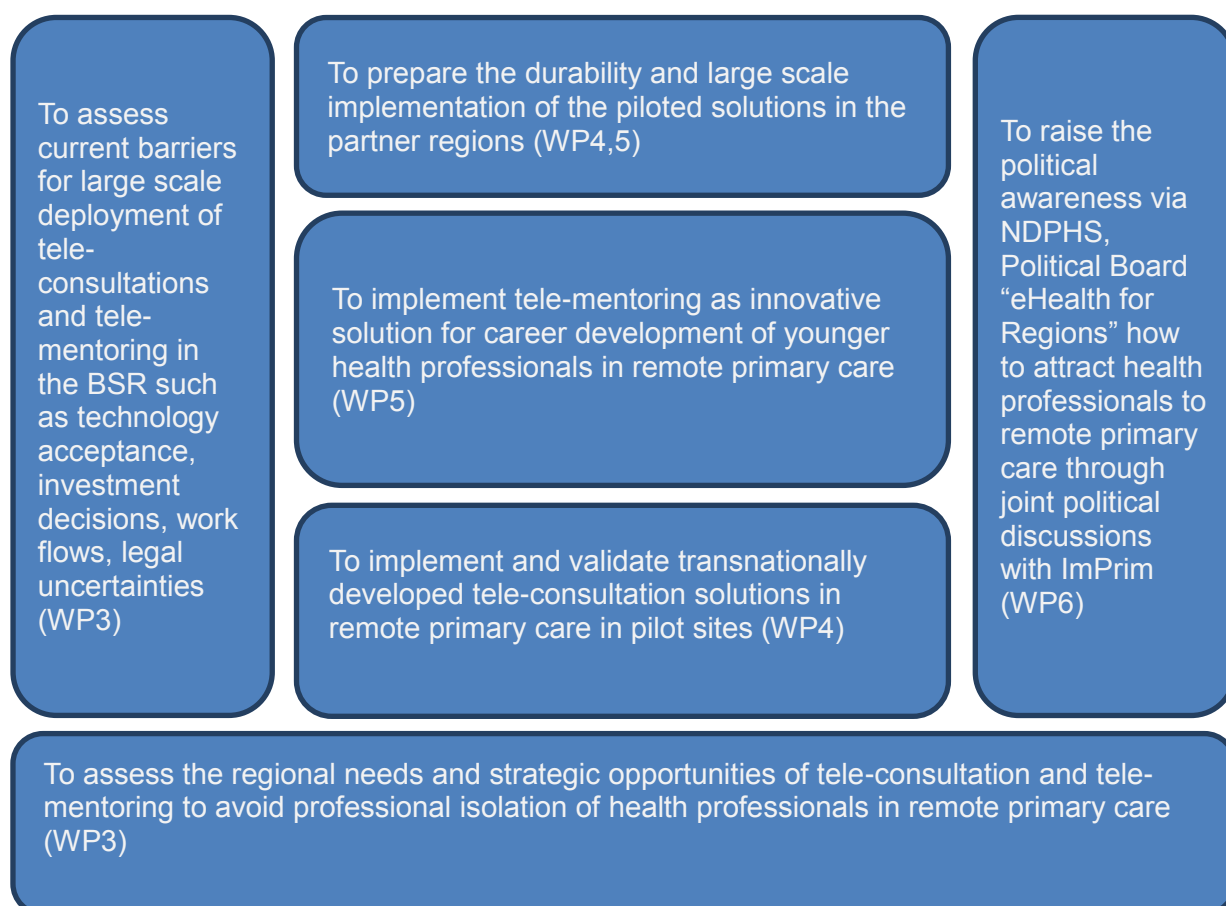 To assess
current barriers
for large scale
deployment of
tele-
consultations
and tele-
mentoring in
the BSR such
as technology
acceptance,
investment
decisions, work
flows, legal
uncertainties
(WP3)
To prepare the durability and large scale
implementation of the piloted solutions in the
partner regions (WP4,5)
To implement tele-mentoring as innovative
solution for career development of younger
health professionals in remote primary care
(WP5)
To implement and validate transnationally
developed tele-consultation solutions in
remote primary care in pilot sites (WP4)
To raise the
political
awareness via
NDPHS,
Political Board
“eHealth for
Regions” how
to attract health
professionals to
remote primary
care through
joint political
discussions
with ImPrim
(WP6)
To assess the regional needs and strategic opportunities of tele-consultation and tele-
mentoring to avoid professional isolation of health professionals in remote primary care
(WP3)